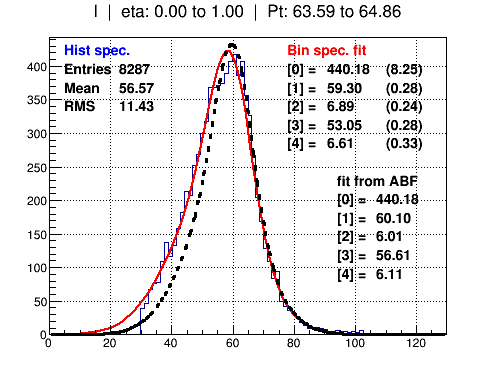 I | eta: 0.00 to 1.00 | Pt: 63.59 to 64.86
Hist spec.
Entries 8287
Mean 56.57
RMS 11.43
Bin spec. fit
[0] = 440.18 (8.25)
[1] = 59.30 (0.28)
[2] = 6.89 (0.24)
[3] = 53.05 (0.28)
[4] = 6.61 (0.33)
fit from ABF
[0] = 440.18
[1] = 60.10
[2] = 6.01
[3] = 56.61
[4] = 6.11
400
350
300
250
200
150
100
50
0
0 20 40 60 80 100 120